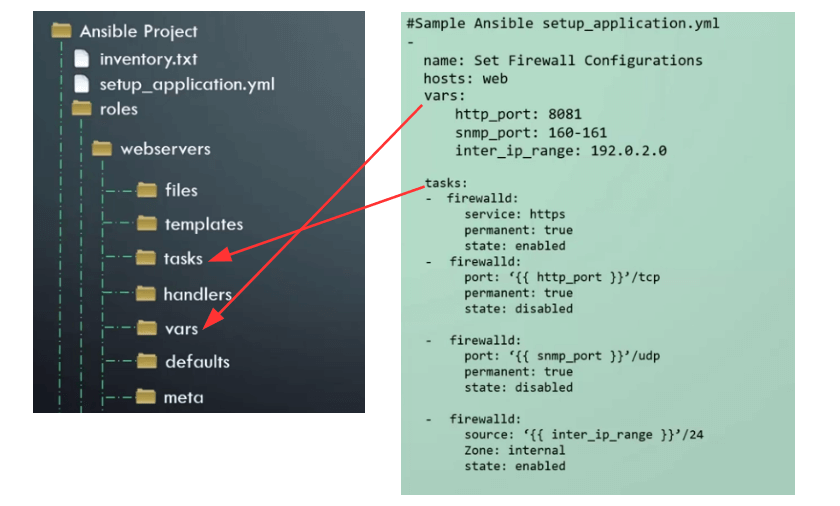 Ansible Project
inventory.txt
setup_application.yml
roles
webservers
files
templates
tasks
handlers
vars
defaults
meta
#Sample Ansible setup_application.yml
-
name: Set Firewall Configurations
hosts: web
vars:
http_port: 8081
snmp_port: 160-161
inter_ip_range: 192.0.2.0
tasks:
- firewalld:
service: https
permanent: true
state: enabled
- firewalld:
port: ‘{{ http_port }}’/tcp
permanent: true
state: disabled
- firewalld:
port: ‘{{ snmp_port }}’/udp
permanent: true
state: disabled
- firewalld:
source: ‘{{ inter_ip_range }}’/24
Zone: internal
state: enabled